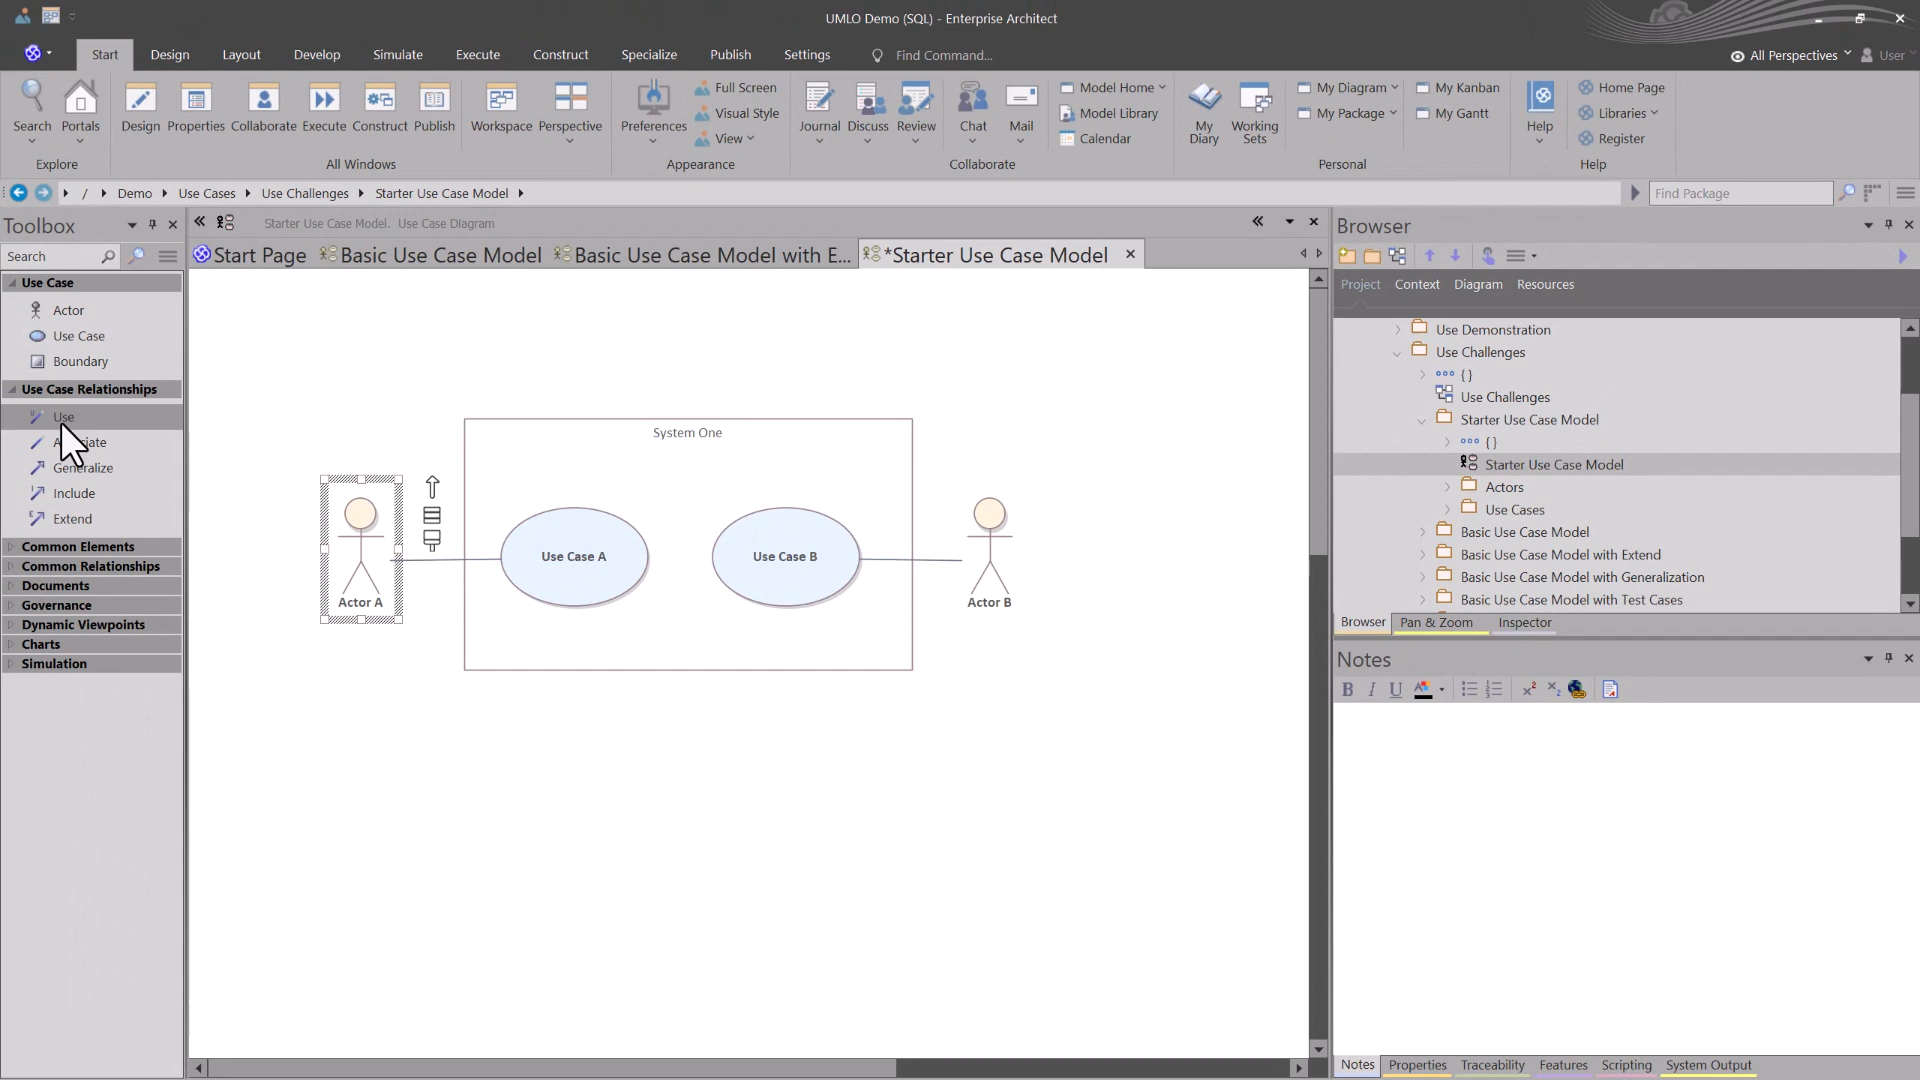 UMLO Demo (SQL) - Enterprise Architect
Start Design Layout Develop Simulate Execute Construct Specialize Publish Settings Find Command... All Perspectives User
Search Portals Design Properties Collaborate Execute Construct Publish Workspace Perspective Preferences Full Screen Visual Style View Journal Discuss Review Chat Mail Model Home Model Library Calendar My Diary Working Sets My Diagram My Package My Kanban My Gantt Help Home Page Libraries Register
Explore All Windows Appearance Collaborate Personal Help
/ Demo Use Cases Use Challenges Starter Use Case Model Find Package
Toolbox
Search
Use Case
Actor
Use Case
Boundary
Use Case Relationships
Use
Generalize
Include
Extend
Common Elements
Common Relationships
Documents
Governance
Dynamic Viewpoints
Charts
Simulation
Starter Use Case Model. Use Case Diagram
Start Page Basic Use Case Model Basic Use Case Model with E... *Starter Use Case Model
System One
Use Case A
Use Case B
Actor A
Actor B
Browser
Project Context Diagram Resources
Use Demonstration
Use Challenges
{ }
Use Challenges
Starter Use Case Model
{ }
Starter Use Case Model
Actors
Use Cases
Basic Use Case Model
Basic Use Case Model with Extend
Basic Use Case Model with Generalization
Basic Use Case Model with Test Cases
Browser Pan & Zoom Inspector
Notes
B I U
Notes Properties Traceability Features Scripting System Output